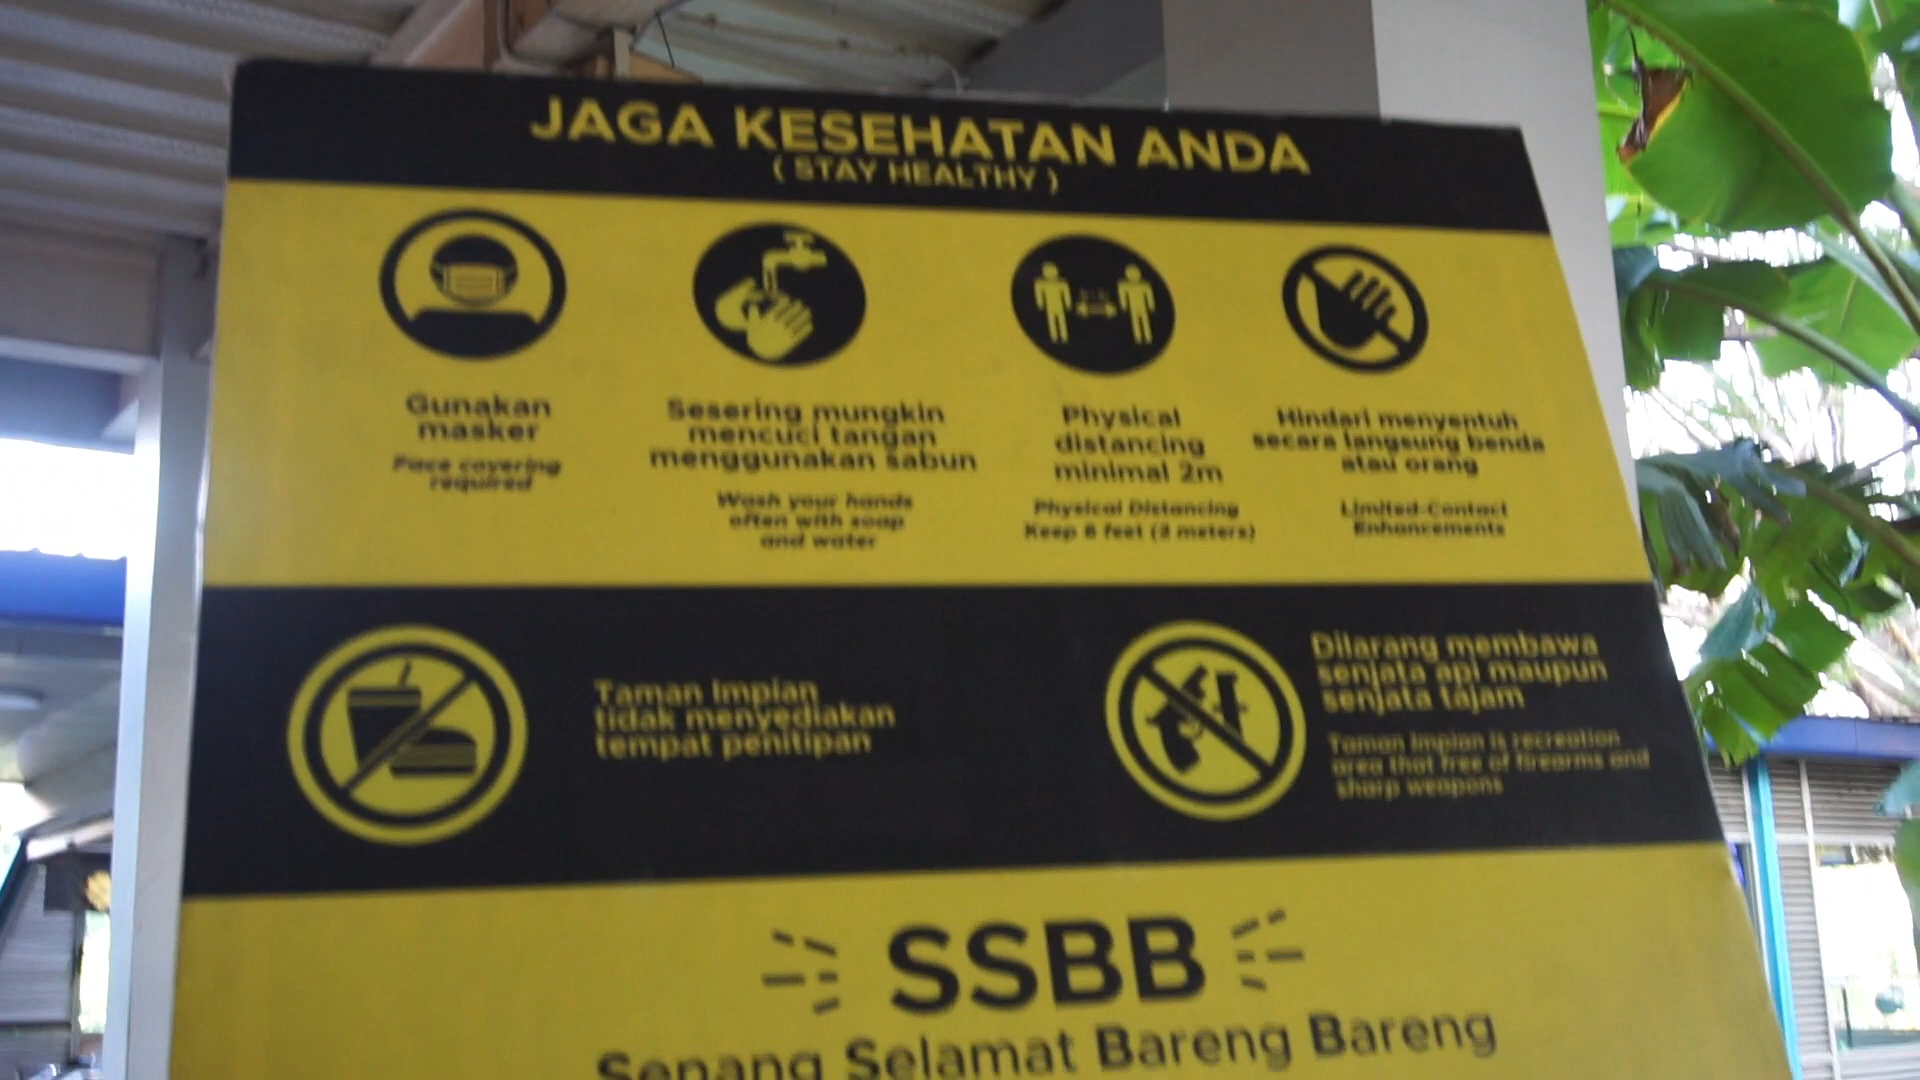 JAGA KESEHATAN ANDA
( STAY HEALTHY )
Gunakan
masker
Face covering
required
Sesering mungkin
mencuci tangan
menggunakan sabun
Wash your hands
often with soap
and water
Physical
distancing
minimal 2m
Physical Distancing
Keep 6 feet (2 meters)
Hindari menyentuh
secara langsung benda
atau orang
Limited-Contact
Enhancements
Taman Impian
tidak menyediakan
tempat penitipan
Dilarang membawa
senjata api maupun
senjata tajam
Taman Impian is recreation
area that free of firearms and
sharp weapons
SSBB
Senang Selamat Bareng Bareng